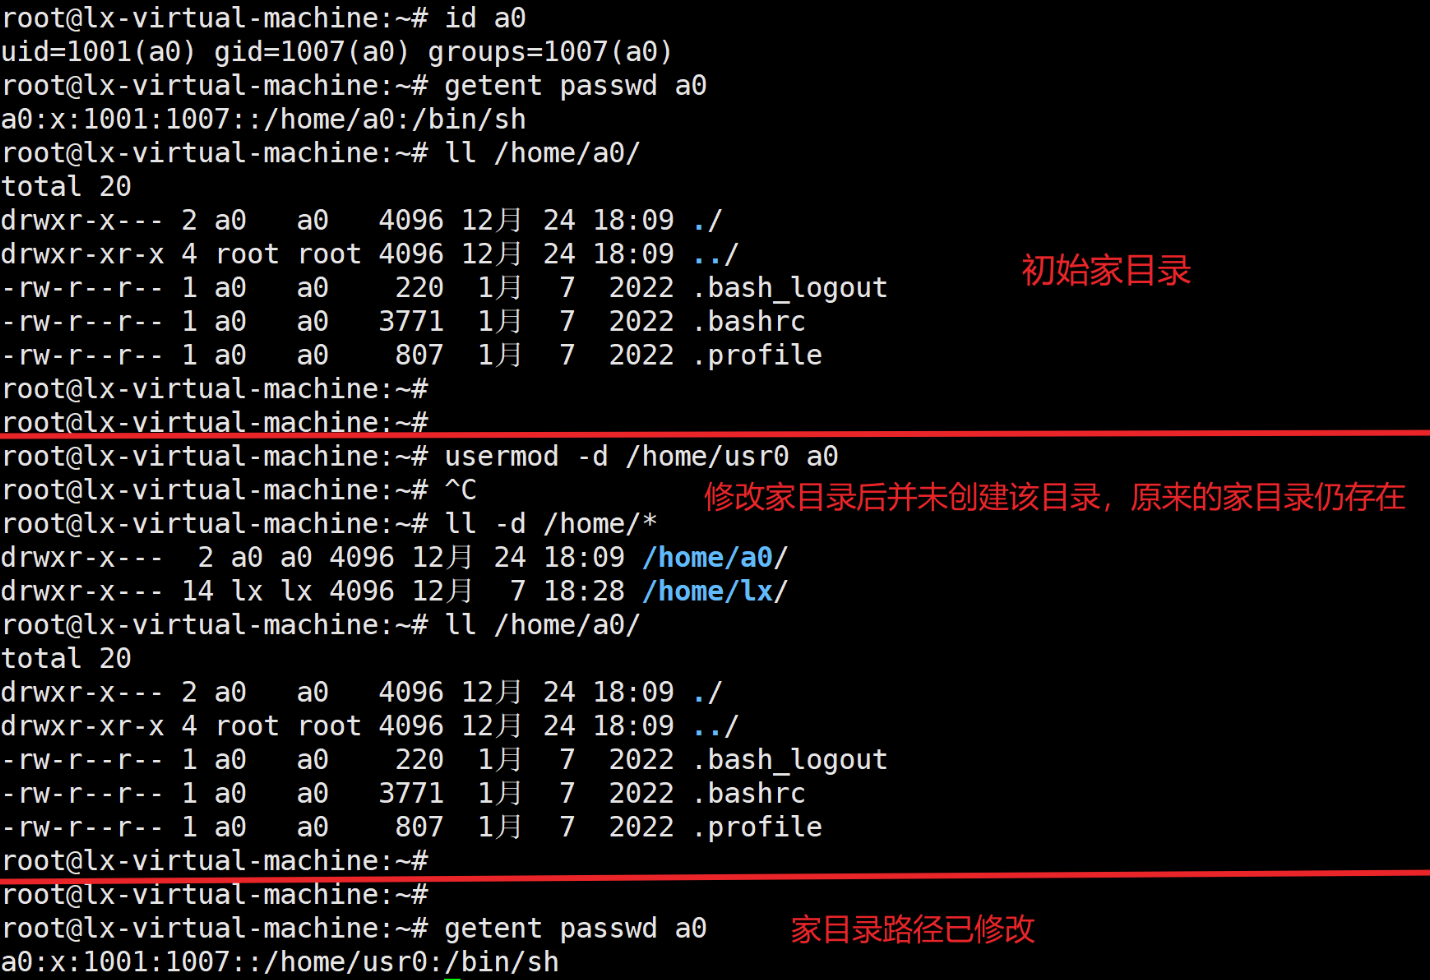 root@lx-virtual-machine:~# id a0
uid=1001(a0) gid=1007(a0) groups=1007(a0)
root@lx-virtual-machine:~# getent passwd a0
a0:x:1001:1007::/home/a0:/bin/sh
root@lx-virtual-machine:~# ll /home/a0/
total 20
drwxr-x--- 2 a0   a0   4096 12月 24 18:09 ./
drwxr-xr-x 4 root root 4096 12月 24 18:09 ../
初始家目录
-rw-r--r-- 1 a0   a0    220  1月  7  2022 .bash_logout
-rw-r--r-- 1 a0   a0   3771  1月  7  2022 .bashrc
-rw-r--r-- 1 a0   a0    807  1月  7  2022 .profile
root@lx-virtual-machine:~#
root@lx-virtual-machine:~#
root@lx-virtual-machine:~# usermod -d /home/usr0 a0
root@lx-virtual-machine:~# ^C
修改家目录后并未创建该目录，原来的家目录仍存在
root@lx-virtual-machine:~# ll -d /home/*
drwxr-x---  2 a0 a0 4096 12月 24 18:09 /home/a0/
drwxr-x--- 14 lx lx 4096 12月  7 18:28 /home/lx/
root@lx-virtual-machine:~# ll /home/a0/
total 20
drwxr-x--- 2 a0   a0   4096 12月 24 18:09 ./
drwxr-xr-x 4 root root 4096 12月 24 18:09 ../
-rw-r--r-- 1 a0   a0    220  1月  7  2022 .bash_logout
-rw-r--r-- 1 a0   a0   3771  1月  7  2022 .bashrc
-rw-r--r-- 1 a0   a0    807  1月  7  2022 .profile
root@lx-virtual-machine:~#
root@lx-virtual-machine:~#
root@lx-virtual-machine:~# getent passwd a0
家目录路径已修改
a0:x:1001:1007::/home/usr0:/bin/sh